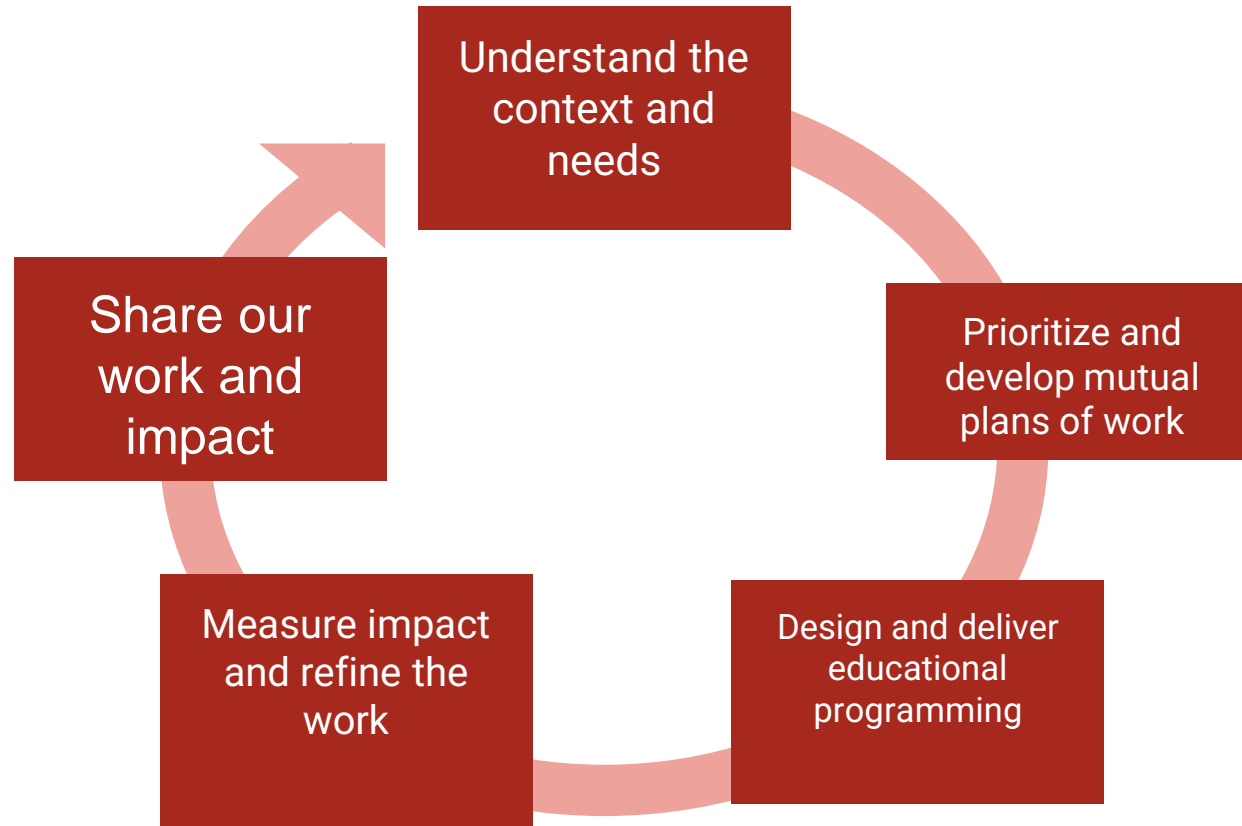 Understand the
context and
needs
Prioritize and
develop mutual
plans of work
Design and deliver
educational
programming
Measure impact
and refine the
work
Share our
work and
impact